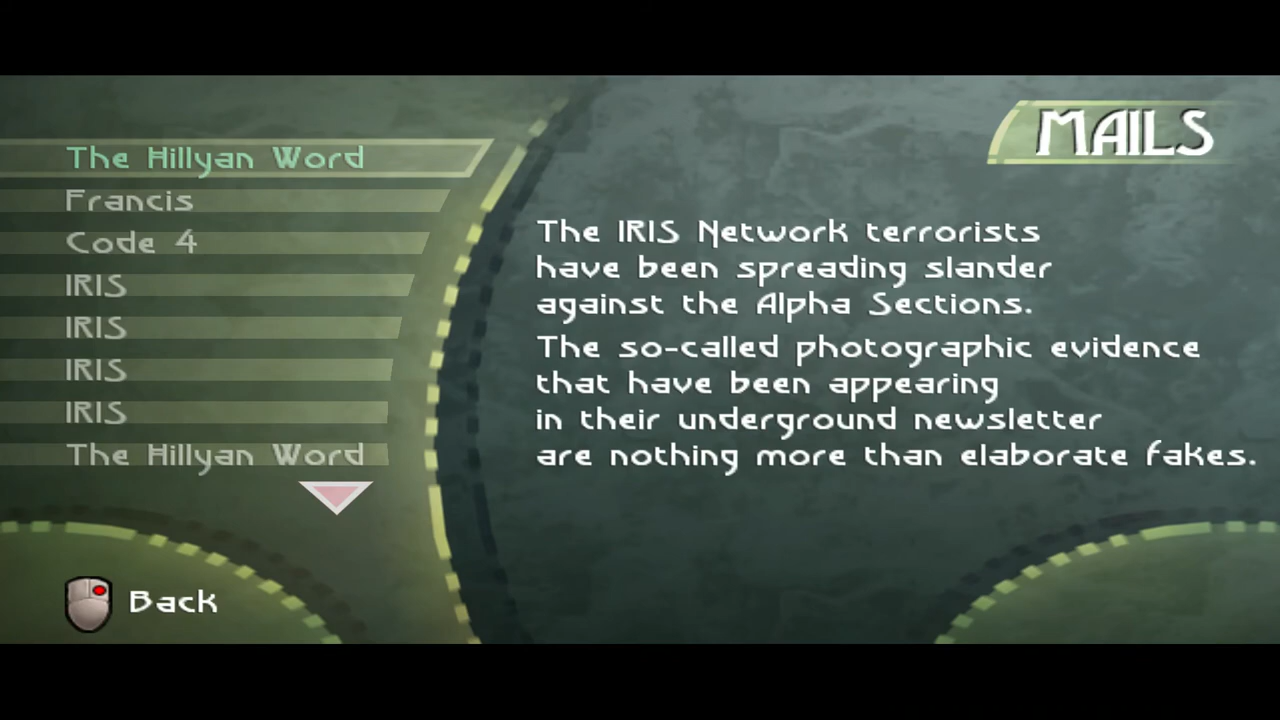 MAILS
The Hillyan Word
Francis
Code 4
IRIS
IRIS
IRIS
IRIS
The Hillyan Word
The IRIS Network terrorists
have been spreading slander
against the Alpha Sections.
The so-called photographic evidence
that have been appearing
in their underground newsletter
are nothing more than elaborate fakes.
Back